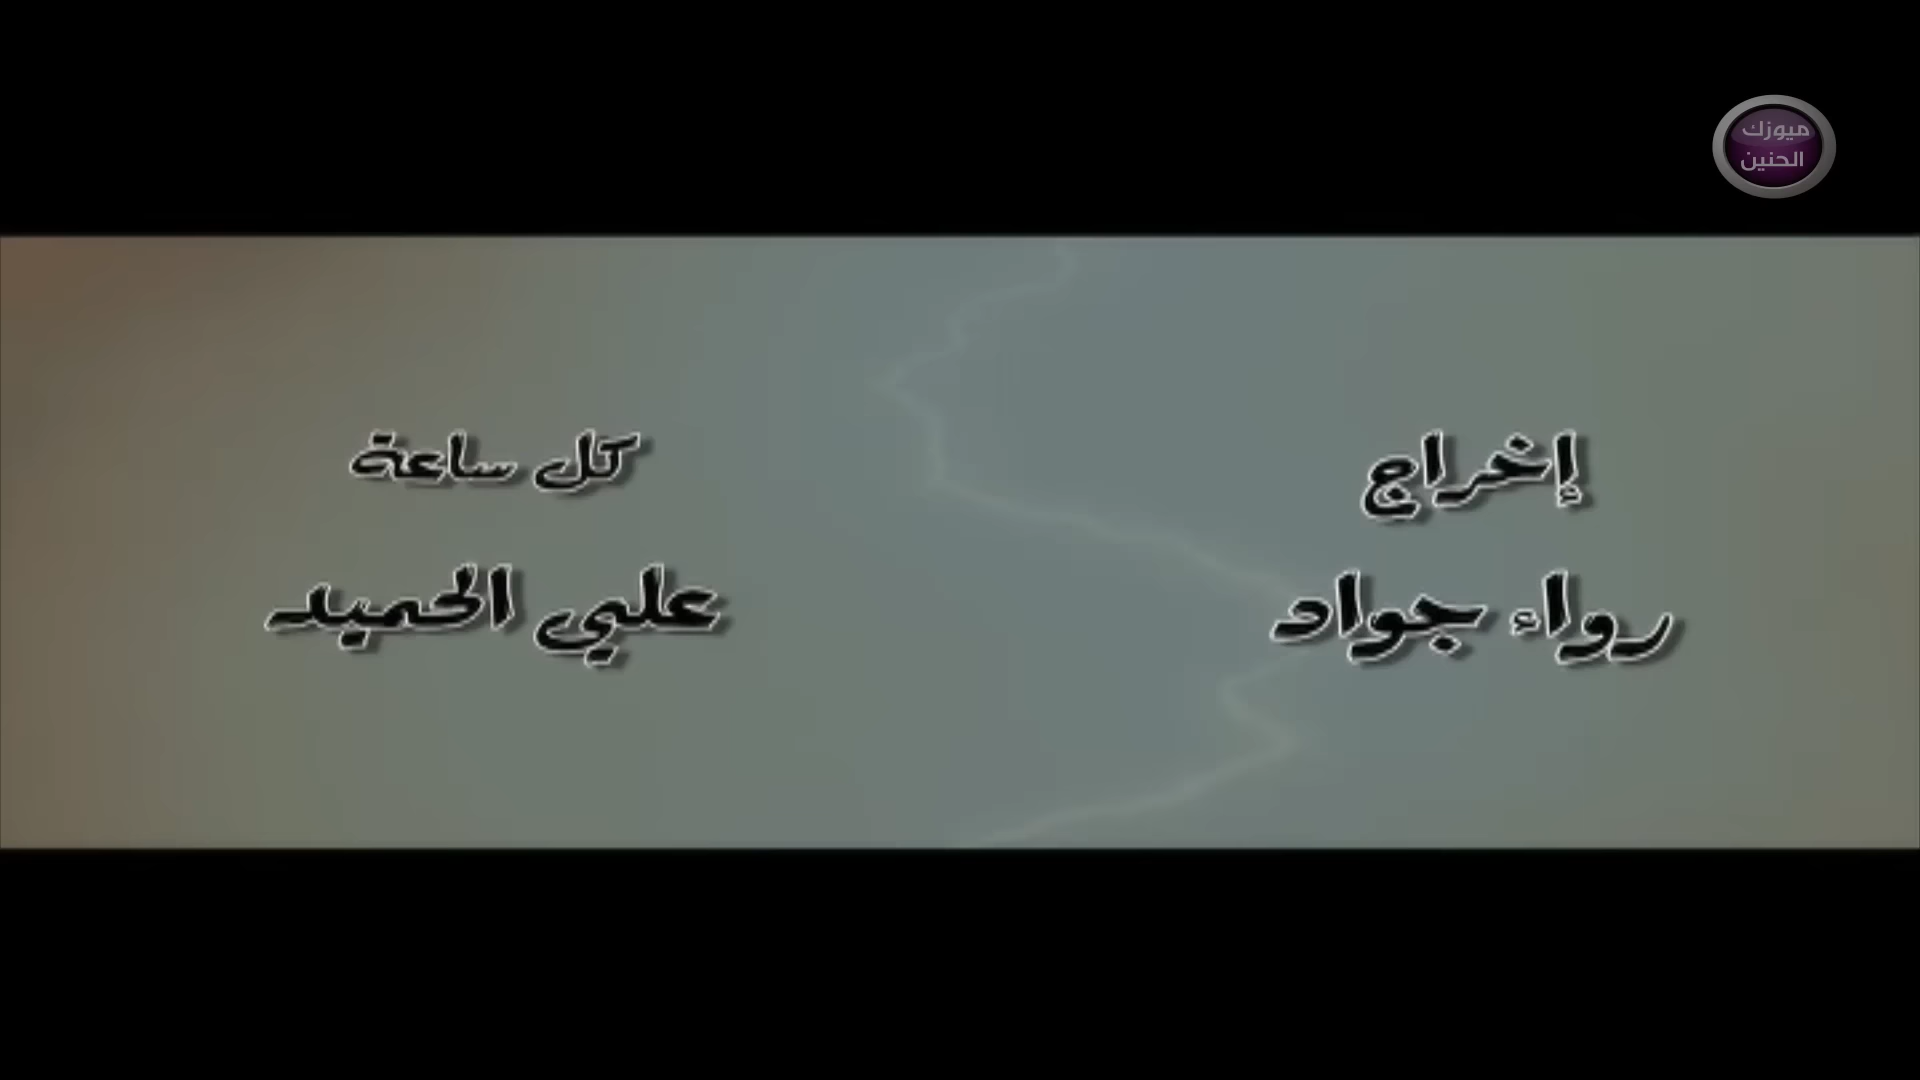 ميوزك
الحنين
إخراج
رواء جواد
كل ساعة
علي الحميد